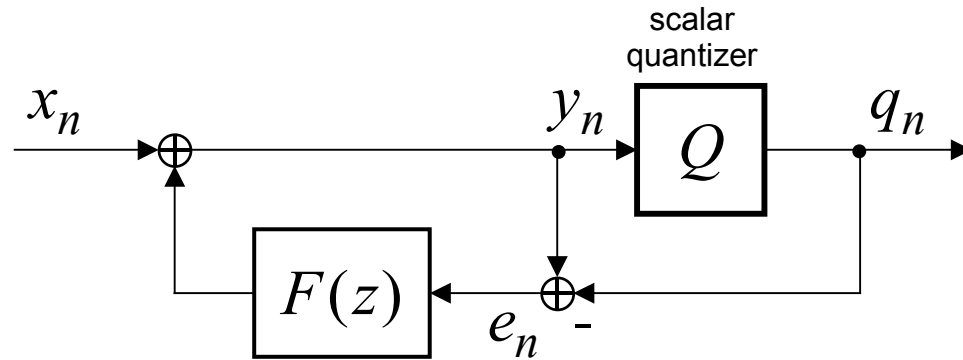 scalar
quantizer
x_n
y_n
Q
q_n
F(z)
e_n
-